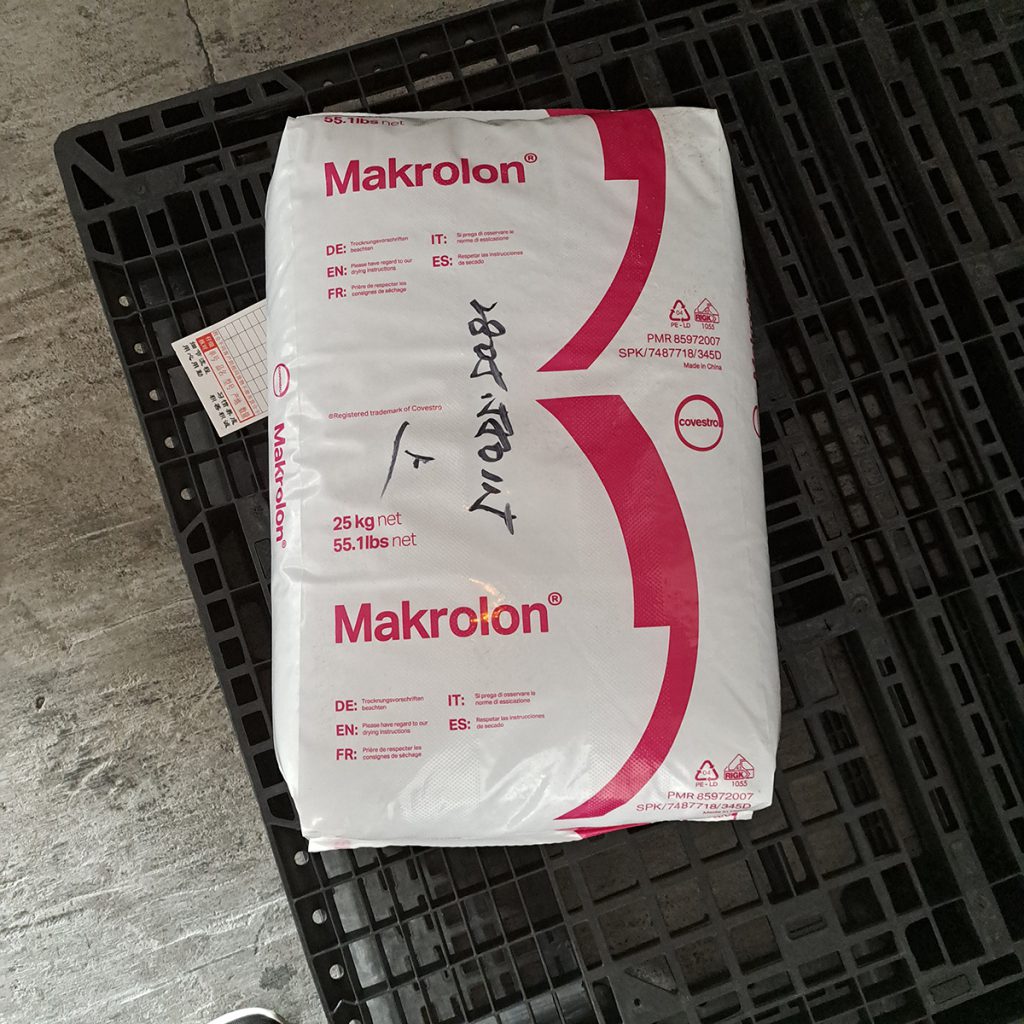 55.1lbs net
Makrolon®
DE: Trocknungsvorschriften beachten
EN: Please have regard to our drying instructions
FR: Prière de respecter les consignes de séchage
IT: Si prega di osservare le norme di essicazione
ES: Respetar las instrucciones de secado
04
PE-LD
RIGK
1055
PMR 85972007
SPK/7487718/345D
Made in China
®Registered trademark of Covestro
covestro
Makrolon®
25 kg net
55.1lbs net
Makrolon®
DE: Trocknungsvorschriften beachten
EN: Please have regard to our drying instructions
FR: Prière de respecter les consignes de séchage
IT: Si prega di osservare le norme di essicazione
ES: Respetar las instrucciones de secado
04
PE-LD
RIGK
1055
PMR 85972007
SPK/7487718/345D